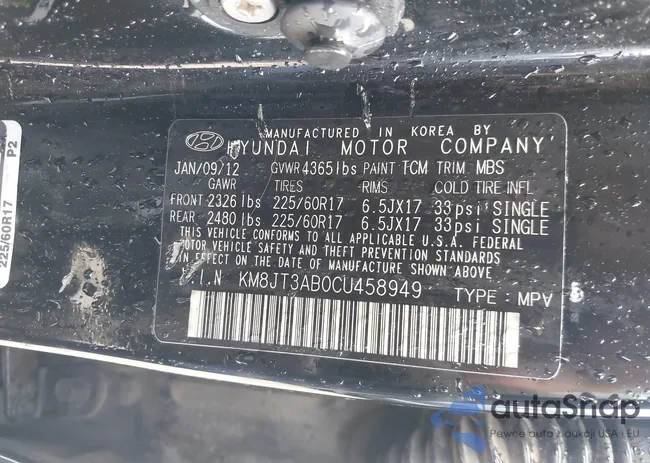 MANUFACTURED IN KOREA BY
HYUNDAI MOTOR COMPANY
JAN/09/12 GVWR 4365lbs PAINT TCM TRIM MBS
GAWR TIRES RIMS COLD TIRE INFL
FRONT 2326 lbs 225/60R17 6.5JX17 33psi SINGLE
REAR 2480 lbs 225/60R17 6.5JX17 33psi SINGLE
THIS VEHICLE CONFORMS TO ALL APPLICABLE U.S.A. FEDERAL
MOTOR VEHICLE SAFETY AND THEFT PREVENTION STANDARDS
IN EFFECT ON THE DATE OF MANUFACTURE SHOWN ABOVE
.I.N KM8JT3AB0CU458949 TYPE : MPV
225/60R17 P2
autoSnap
Pewne auta z aukcji USA i EU